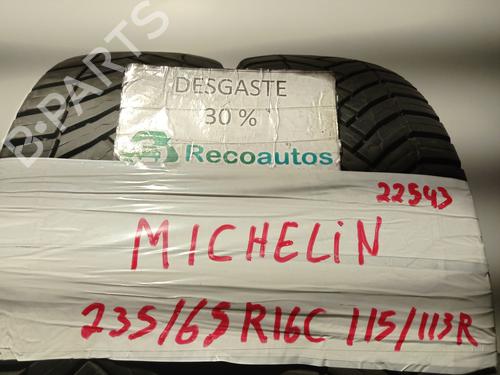 B-PARTS
DESGASTE
30%
Recoautos
22543
MICHELIN
235/65 R16C 115/113R